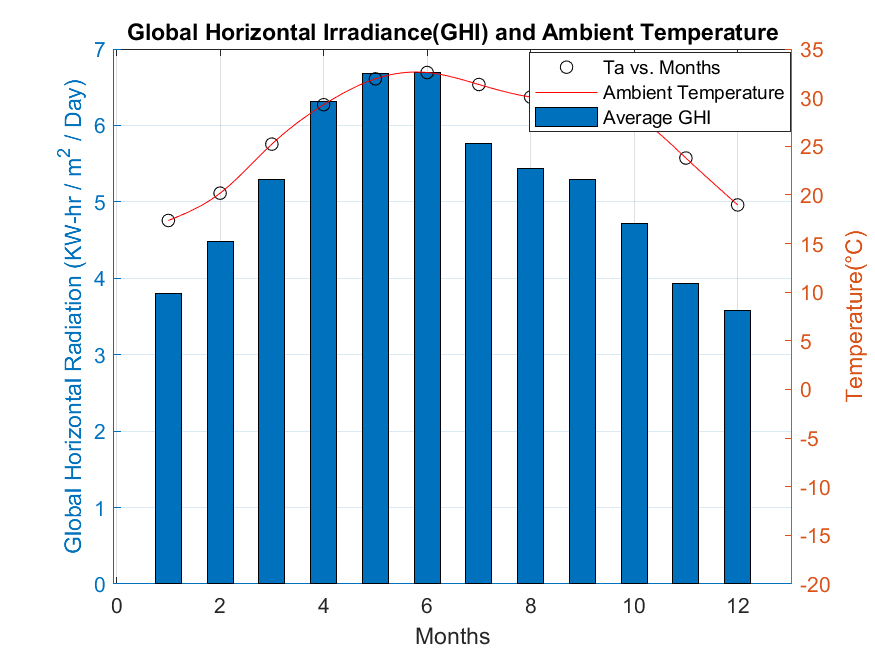 Global Horizontal Irradiance(GHI) and Ambient Temperature
Ta vs. Months
Ambient Temperature
Average GHI
Global Horizontal Radiation (KW-hr / m² / Day)
7
6
5
4
3
2
1
0
35
30
25
20
15
10
5
0
-5
-10
-15
-20
Temperature(°C)
0 2 4 6 8 10 12
Months